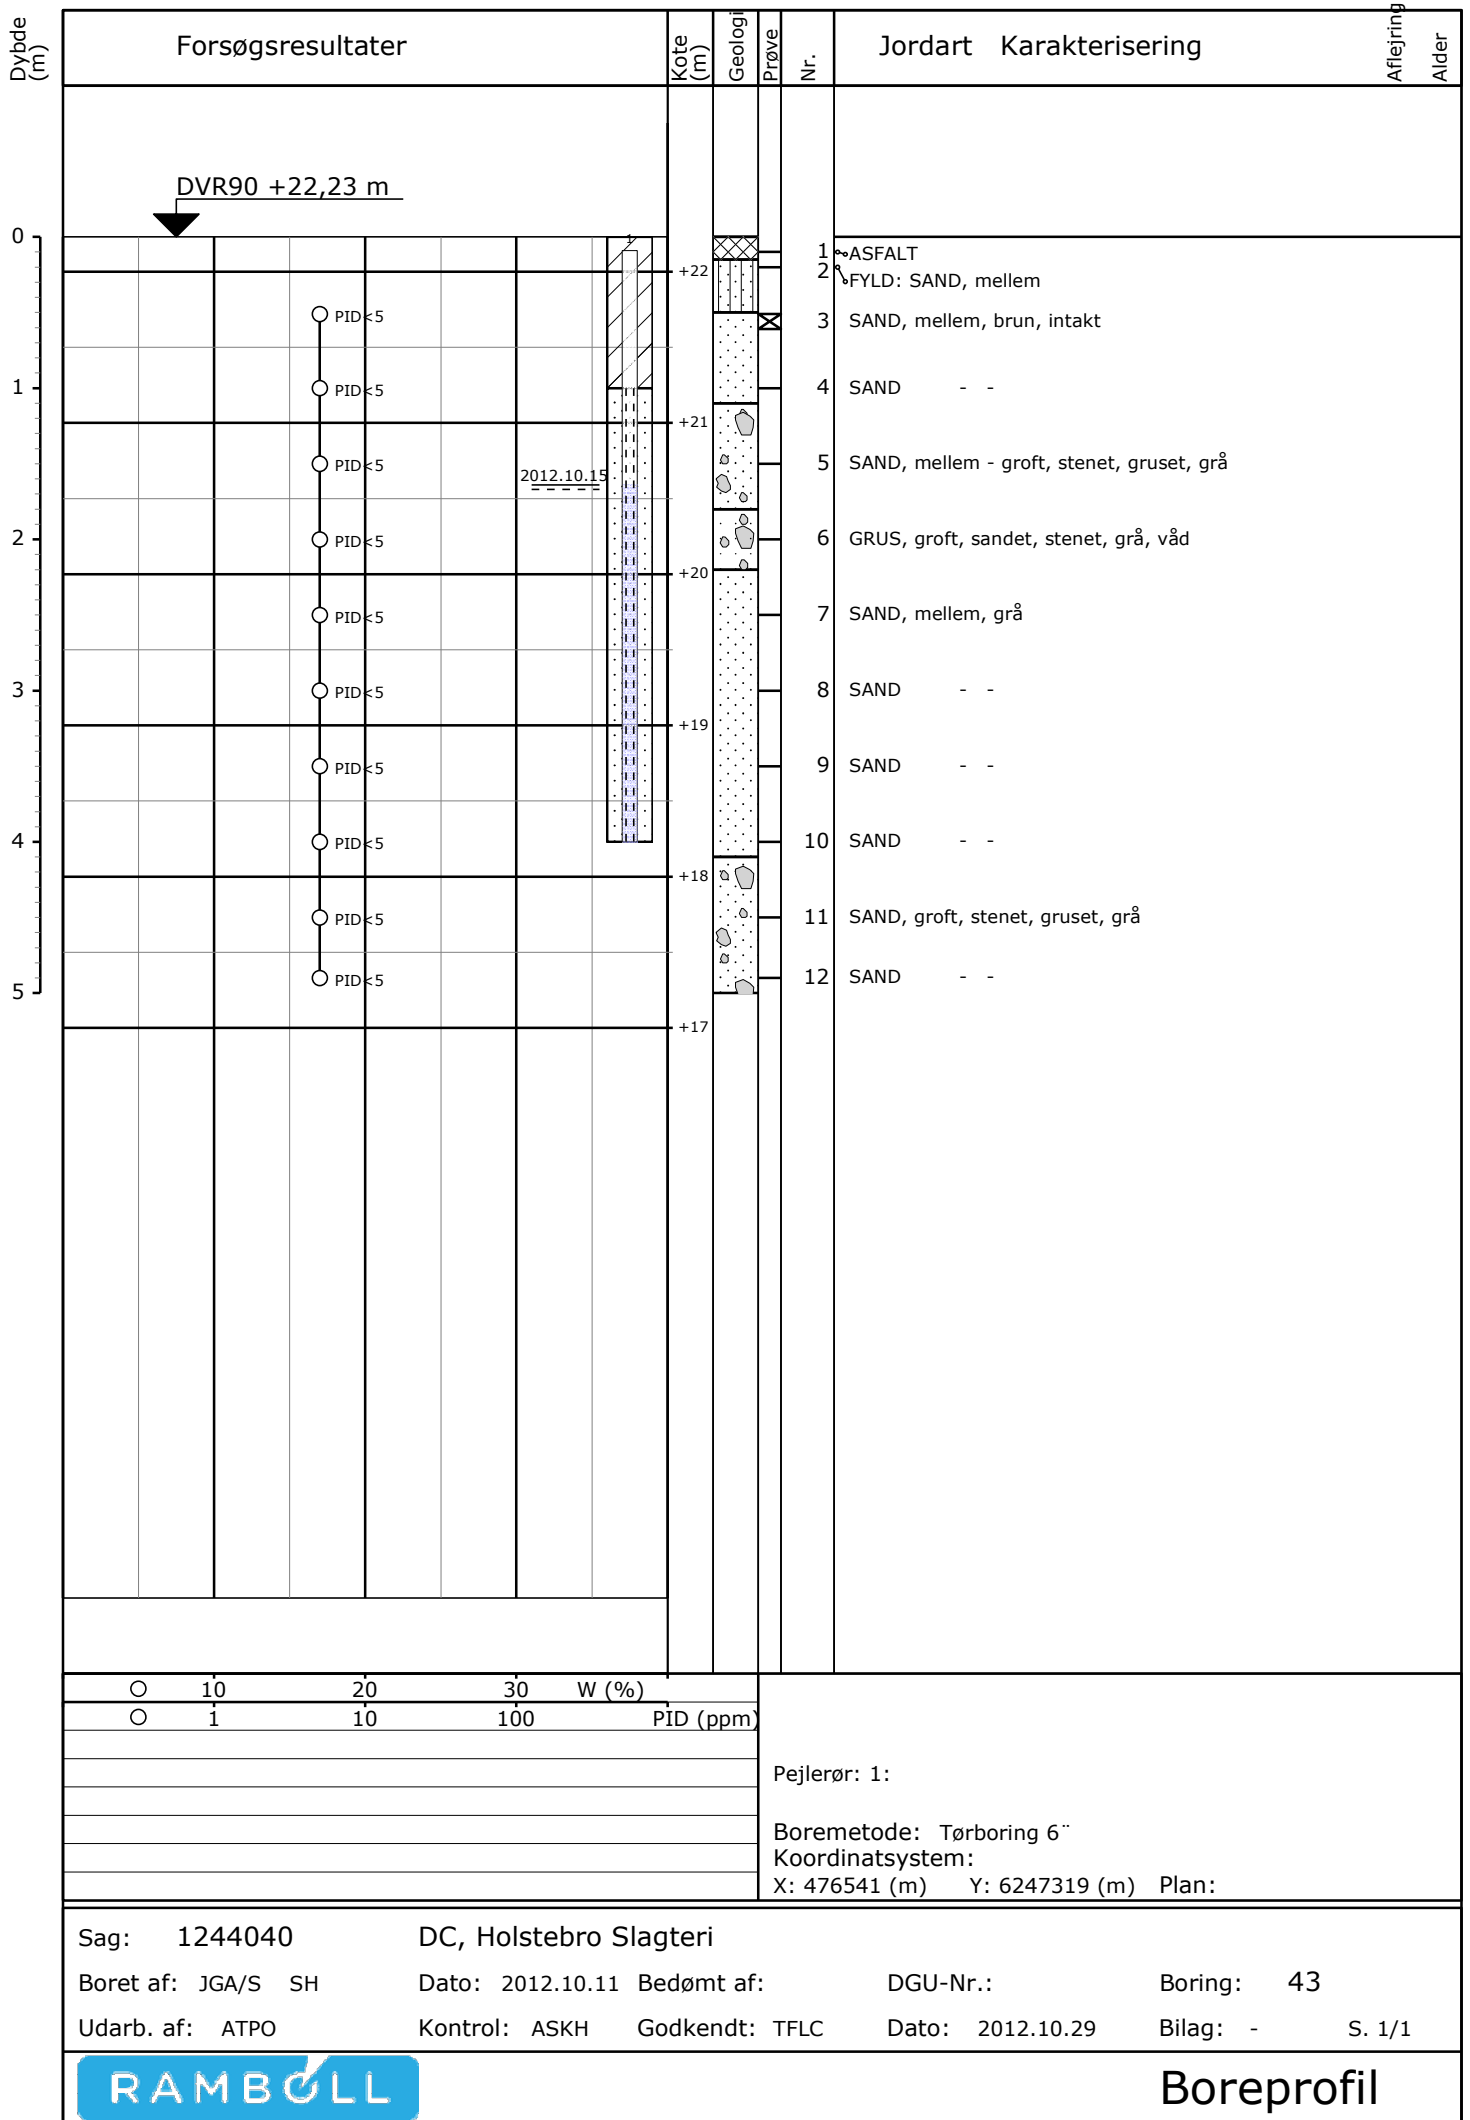 Dybde (m)
Forsøgsresultater
Kote (m)
Geologi
Prøve
Nr.
Jordart Karakterisering
Aflejring
Alder
DVR90 +22,23 m
0
1
1 ASFALT
+22
2 FYLD: SAND, mellem
PID<5
3 SAND, mellem, brun, intakt
1
PID<5
4 SAND - -
+21
PID<5
5 SAND, mellem - groft, stenet, gruset, grå
2012.10.15
2
PID<5
6 GRUS, groft, sandet, stenet, grå, våd
+20
PID<5
7 SAND, mellem, grå
3
PID<5
8 SAND - -
+19
PID<5
9 SAND - -
4
PID<5
10 SAND - -
+18
PID<5
11 SAND, groft, stenet, gruset, grå
PID<5
12 SAND - -
5
+17
10 20 30 W (%)
1 10 100 PID (ppm)
Pejlerør: 1:
Boremetode: Tørboring 6¨
Koordinatsystem:
X: 476541 (m) Y: 6247319 (m) Plan:
Sag: 1244040 DC, Holstebro Slagteri
Boret af: JGA/S SH Dato: 2012.10.11 Bedømt af: DGU-Nr.: Boring: 43
Udarb. af: ATPO Kontrol: ASKH Godkendt: TFLC Dato: 2012.10.29 Bilag: - S. 1/1
RAMBØLL
Boreprofil